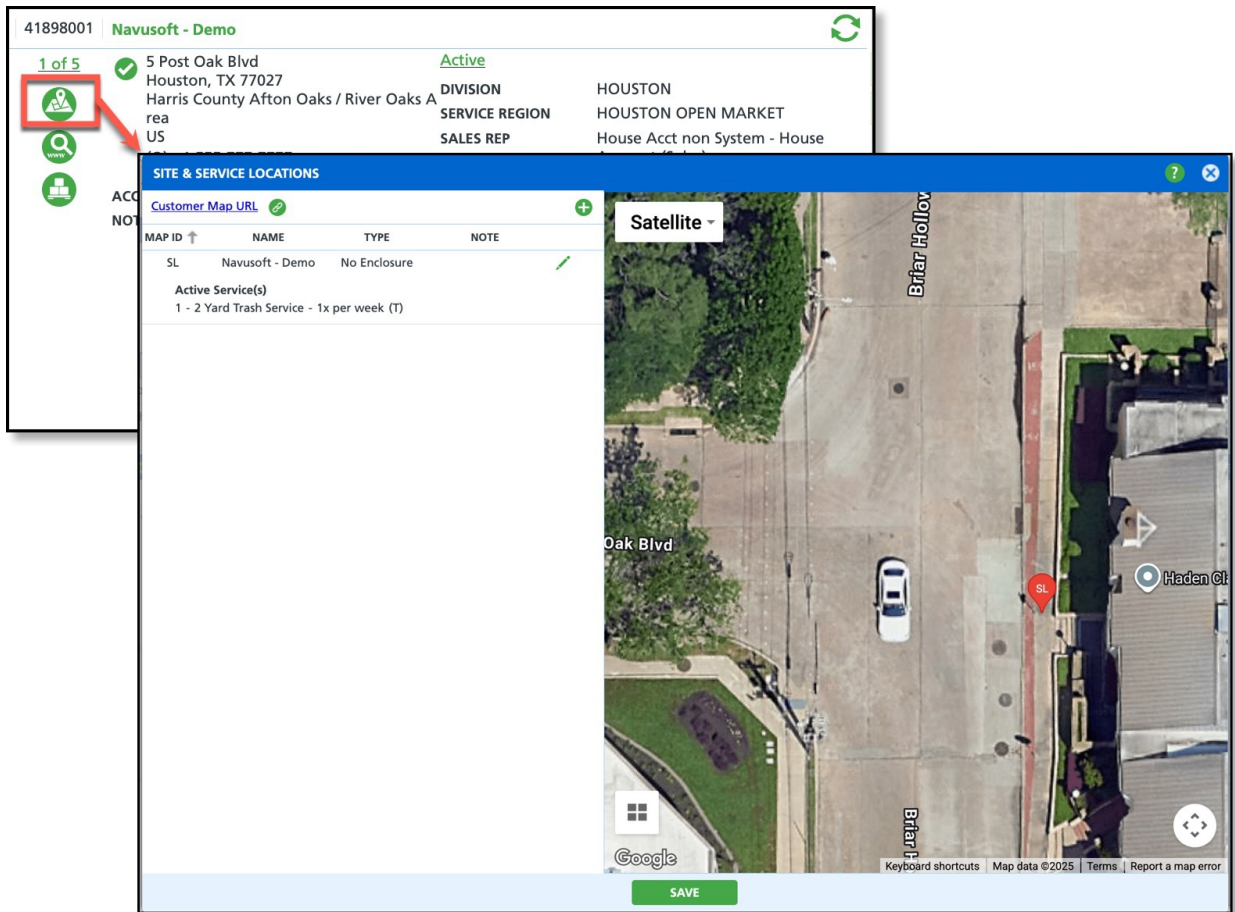 41898001 Navusoft - Demo
1 of 5
5 Post Oak Blvd
Houston, TX 77027
Harris County Afton Oaks / River Oaks A
rea
US
Active
DIVISION HOUSTON
SERVICE REGION HOUSTON OPEN MARKET
SALES REP House Acct non System - House
www
ACC
NOT
SITE & SERVICE LOCATIONS
?
Customer Map URL
MAP ID NAME TYPE NOTE
SL Navusoft - Demo No Enclosure
Active Service(s)
1 - 2 Yard Trash Service - 1x per week (T)
Satellite
Briar Hollow
Oak Blvd
SL
Haden Cl
Briar H
Google
Keyboard shortcuts Map data ©2025 Terms Report a map error
SAVE